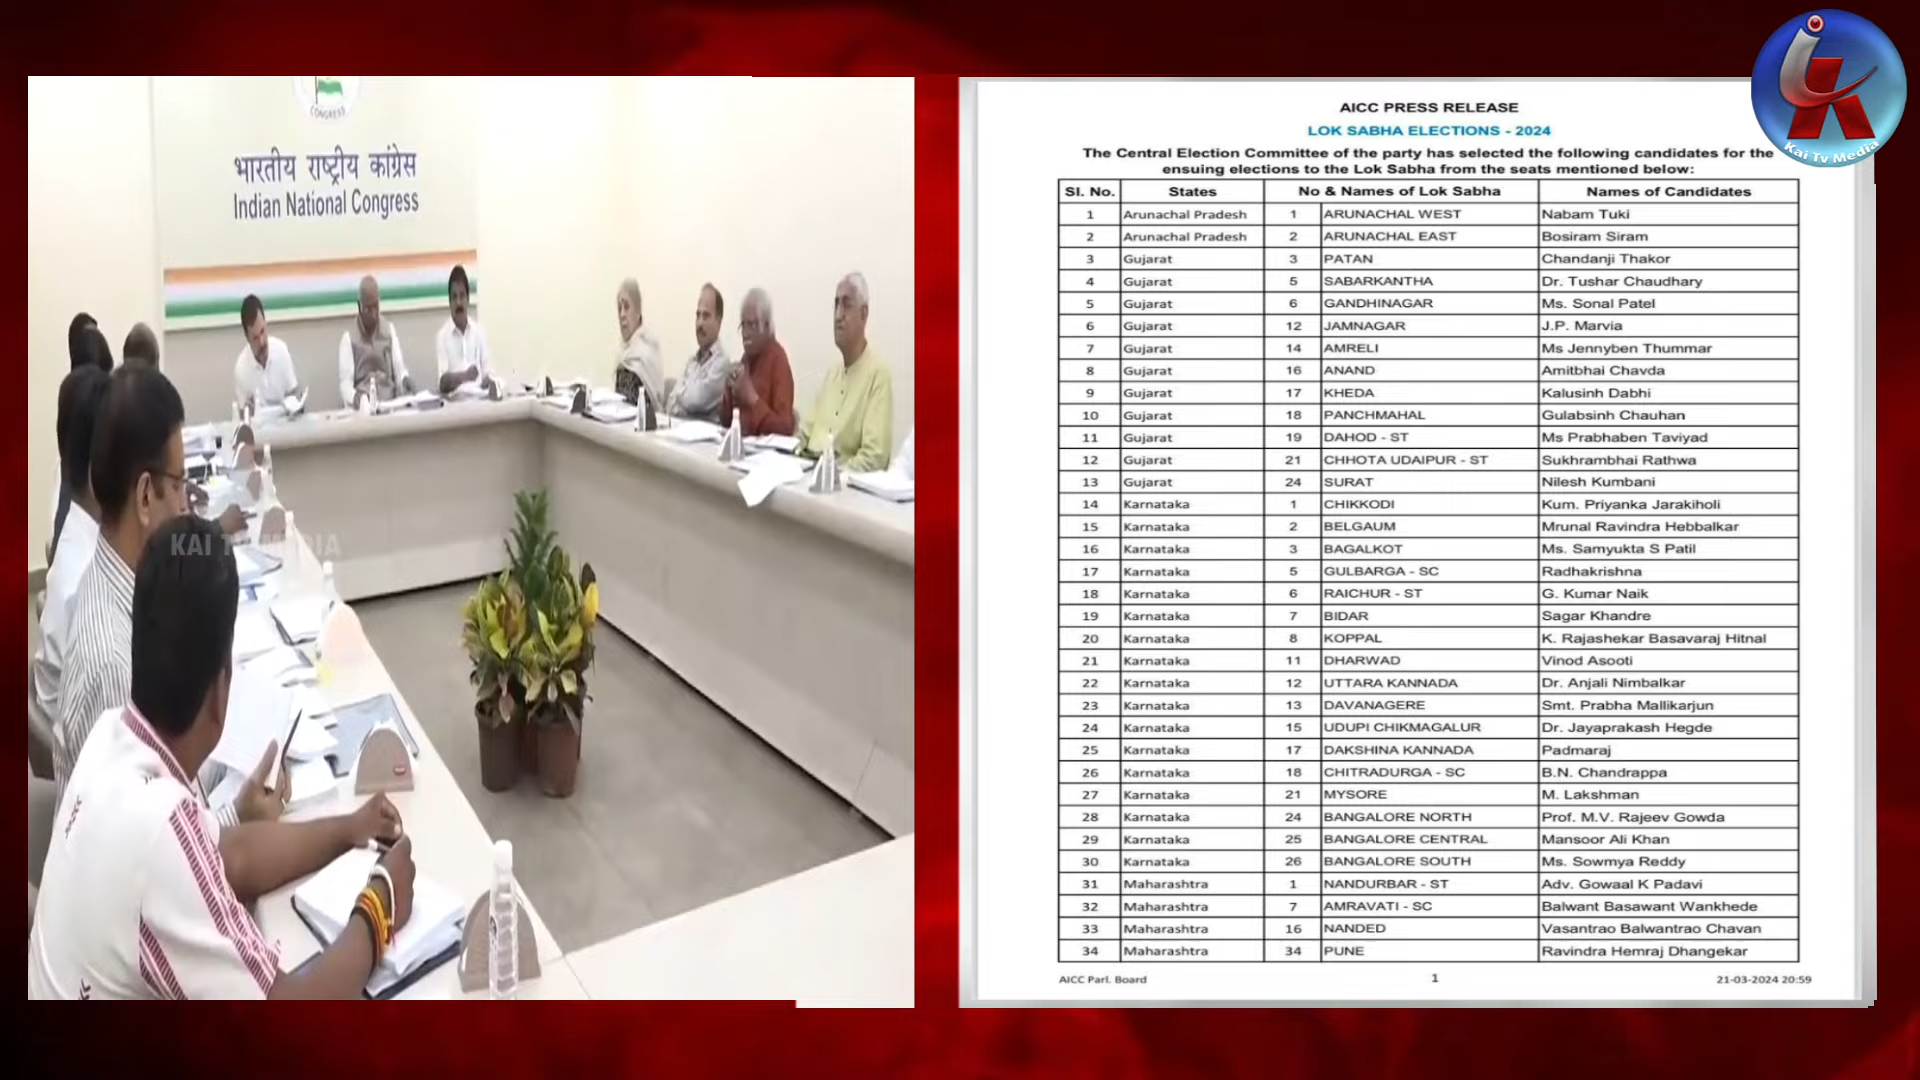 CONGRESS
भारतीय राष्ट्रीय कांग्रेस
Indian National Congress
KAI TV MEDIA
Kai Tv Media
AICC PRESS RELEASE
LOK SABHA ELECTIONS - 2024
The Central Election Committee of the party has selected the following candidates for the
ensuing elections to the Lok Sabha from the seats mentioned below:
Sl. No. States No & Names of Lok Sabha Names of Candidates
1 Arunachal Pradesh 1 ARUNACHAL WEST Nabam Tuki
2 Arunachal Pradesh 2 ARUNACHAL EAST Bosiram Siram
3 Gujarat 3 PATAN Chandanji Thakor
4 Gujarat 5 SABARKANTHA Dr. Tushar Chaudhary
5 Gujarat 6 GANDHINAGAR Ms. Sonal Patel
6 Gujarat 12 JAMNAGAR J.P. Marvia
7 Gujarat 14 AMRELI Ms Jennyben Thummar
8 Gujarat 16 ANAND Amitbhai Chavda
9 Gujarat 17 KHEDA Kalusinh Dabhi
10 Gujarat 18 PANCHMAHAL Gulabsinh Chauhan
11 Gujarat 19 DAHOD - ST Ms Prabhaben Taviyad
12 Gujarat 21 CHHOTA UDAIPUR - ST Sukhrambhai Rathwa
13 Gujarat 24 SURAT Nilesh Kumbani
14 Karnataka 1 CHIKKODI Kum. Priyanka Jarakiholi
15 Karnataka 2 BELGAUM Mrunal Ravindra Hebbalkar
16 Karnataka 3 BAGALKOT Ms. Samyukta S Patil
17 Karnataka 5 GULBARGA - SC Radhakrishna
18 Karnataka 6 RAICHUR - ST G. Kumar Naik
19 Karnataka 7 BIDAR Sagar Khandre
20 Karnataka 8 KOPPAL K. Rajashekar Basavaraj Hitnal
21 Karnataka 11 DHARWAD Vinod Asooti
22 Karnataka 12 UTTARA KANNADA Dr. Anjali Nimbalkar
23 Karnataka 13 DAVANAGERE Smt. Prabha Mallikarjun
24 Karnataka 15 UDUPI CHIKMAGALUR Dr. Jayaprakash Hegde
25 Karnataka 17 DAKSHINA KANNADA Padmaraj
26 Karnataka 18 CHITRADURGA - SC B.N. Chandrappa
27 Karnataka 21 MYSORE M. Lakshman
28 Karnataka 24 BANGALORE NORTH Prof. M.V. Rajeev Gowda
29 Karnataka 25 BANGALORE CENTRAL Mansoor Ali Khan
30 Karnataka 26 BANGALORE SOUTH Ms. Sowmya Reddy
31 Maharashtra 1 NANDURBAR - ST Adv. Gowaal K Padavi
32 Maharashtra 7 AMRAVATI - SC Balwant Basawant Wankhede
33 Maharashtra 16 NANDED Vasantrao Balwantrao Chavan
34 Maharashtra 34 PUNE Ravindra Hemraj Dhangekar
AICC Parl. Board 1 21-03-2024 20:59